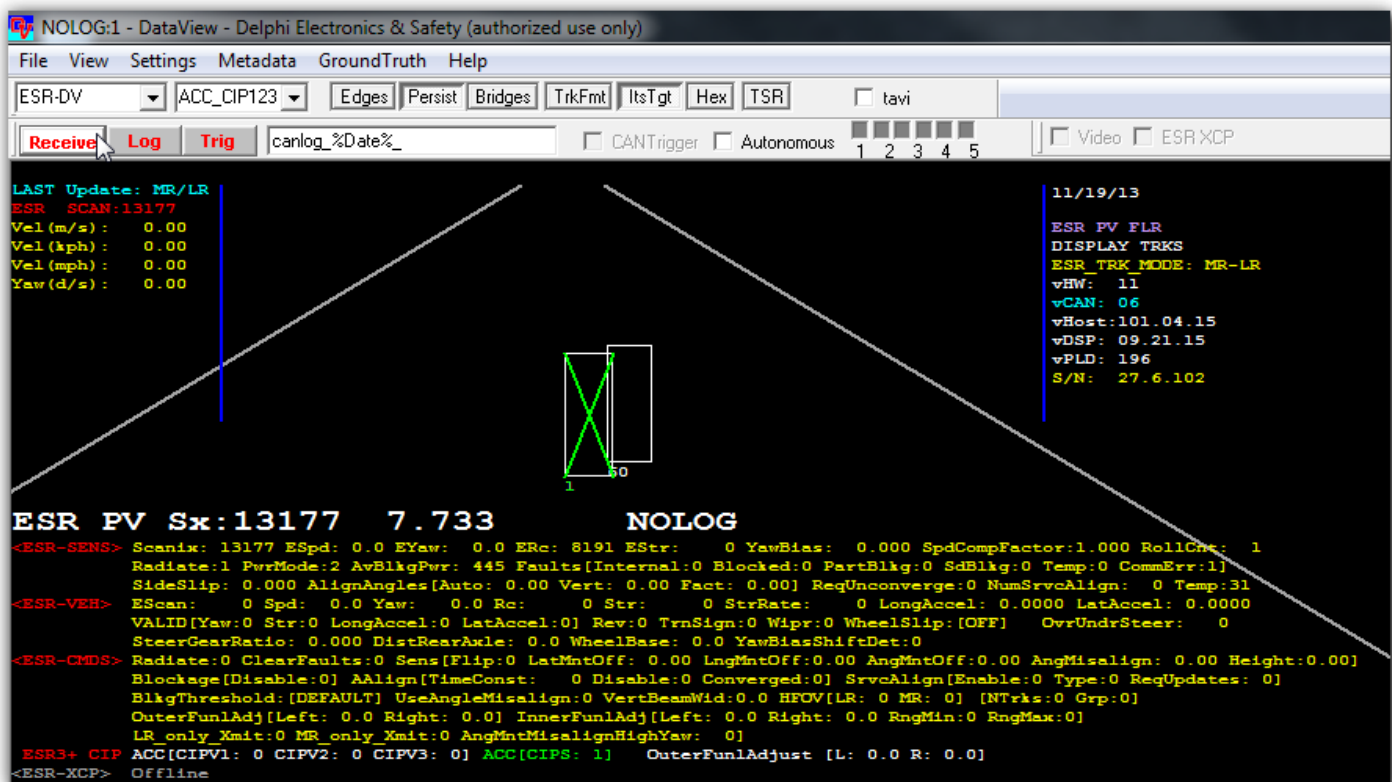 NOLOG:1 - DataView - Delphi Electronics & Safety (authorized use only)
File View Settings Metadata GroundTruth Help
ESR-DV ACC_CIP123 Edges Persist Bridges TrkFmt ItsTgt Hex TSR tavi
Receive Log Trig canlog_%Date%_ CANTrigger Autonomous 1 2 3 4 5 Video ESR XCP
LAST Update: MR/LR
ESR SCAN:13177
Vel(m/s): 0.00
Vel(kph): 0.00
Vel(mph): 0.00
Yaw(d/s): 0.00
11/19/13
ESR PV FLR
DISPLAY TRKS
ESR_TRK_MODE: MR-LR
vHW: 11
vCAN: 06
vHost:101.04.15
vDSP: 09.21.15
vPLD: 196
S/N: 27.6.102
1
ESR PV Sx:13177 7.733 NOLOG
<ESR-SENS> Scanix: 13177 ESpd: 0.0 EYaw: 0.0 ERc: 8191 EStr: 0 YawBias: 0.000 SpdCompFactor:1.000 RollCnt: 1
Radiate:1 PwrMode:2 AvBlkgPwr: 445 Faults[Internal:0 Blocked:0 PartBlkg:0 SdBlkg:0 Temp:0 CommErr:1]
SideSlip: 0.000 AlignAngles[Auto: 0.00 Vert: 0.00 Fact: 0.00] ReqUnconverge:0 NumSrvcAlign: 0 Temp:31
<ESR-VEH> EScan: 0 Spd: 0.0 Yaw: 0.0 Rc: 0 Str: 0 StrRate: 0 LongAccel: 0.0000 LatAccel: 0.0000
VALID[Yaw:0 Str:0 LongAccel:0 LatAccel:0] Rev:0 TrnSign:0 Wipr:0 WheelSlip:[OFF] OvrUndrSteer: 0
SteerGearRatio: 0.000 DistRearAxle: 0.0 WheelBase: 0.0 YawBiasShiftDet:0
<ESR-CMDS> Radiate:0 ClearFaults:0 Sens[Flip:0 LatMntOff: 0.00 LngMntOff:0.00 AngMntOff:0.00 AngMisalign: 0.00 Height:0.00]
Blockage[Disable:0] AAlign[TimeConst: 0 Disable:0 Converged:0] SrvcAlign[Enable:0 Type:0 ReqUpdates: 0]
BlkgThreshold:[DEFAULT] UseAngleMisalign:0 VertBeamWid:0.0 HFOV[LR: 0 MR: 0] [NTrks:0 Grp:0]
OuterFunlAdj[Left: 0.0 Right: 0.0] InnerFunlAdj[Left: 0.0 Right: 0.0 RngMin:0 RngMax:0]
LR_only_Xmit:0 MR_only_Xmit:0 AngMntMisalignHighYaw: 0]
ESR3+ CIP ACC[CIPV1: 0 CIPV2: 0 CIPV3: 0] ACC[CIPS: 1] OuterFunlAdjust [L: 0.0 R: 0.0]
<ESR-XCP> Offline